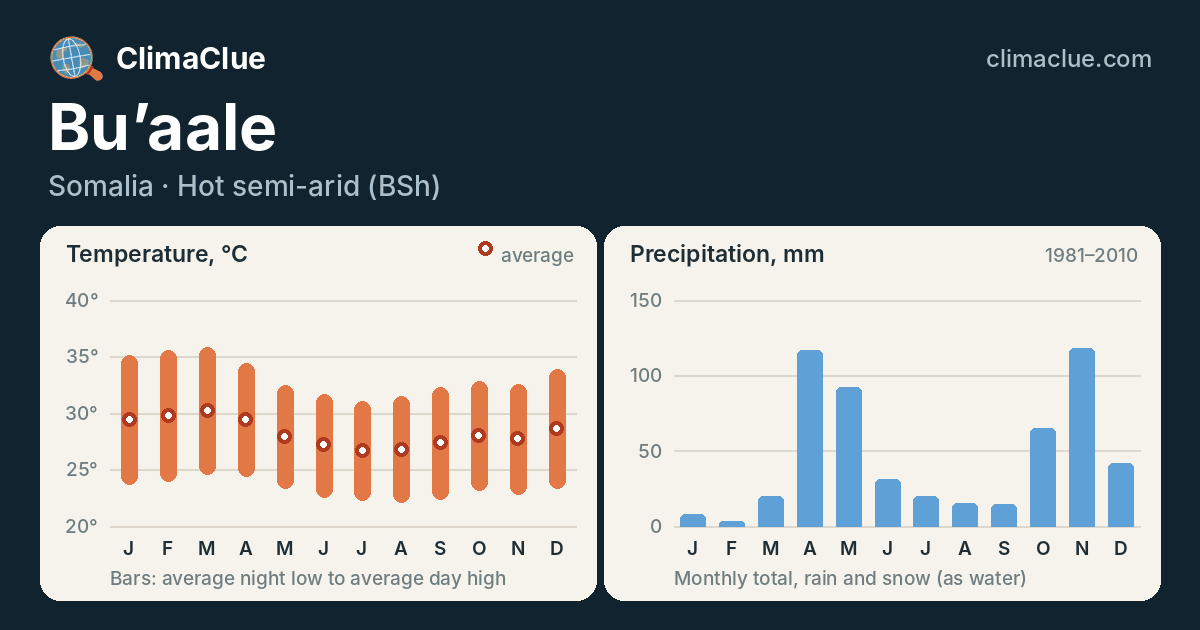 ClimaClue
climaclue.com
Bu’aale
Somalia · Hot semi-arid (BSh)
Temperature, °C
average
40°
35°
30°
25°
20°
J F M A M J J A S O N D
Bars: average night low to average day high
Precipitation, mm
1981–2010
150
100
50
0
J F M A M J J A S O N D
Monthly total, rain and snow (as water)